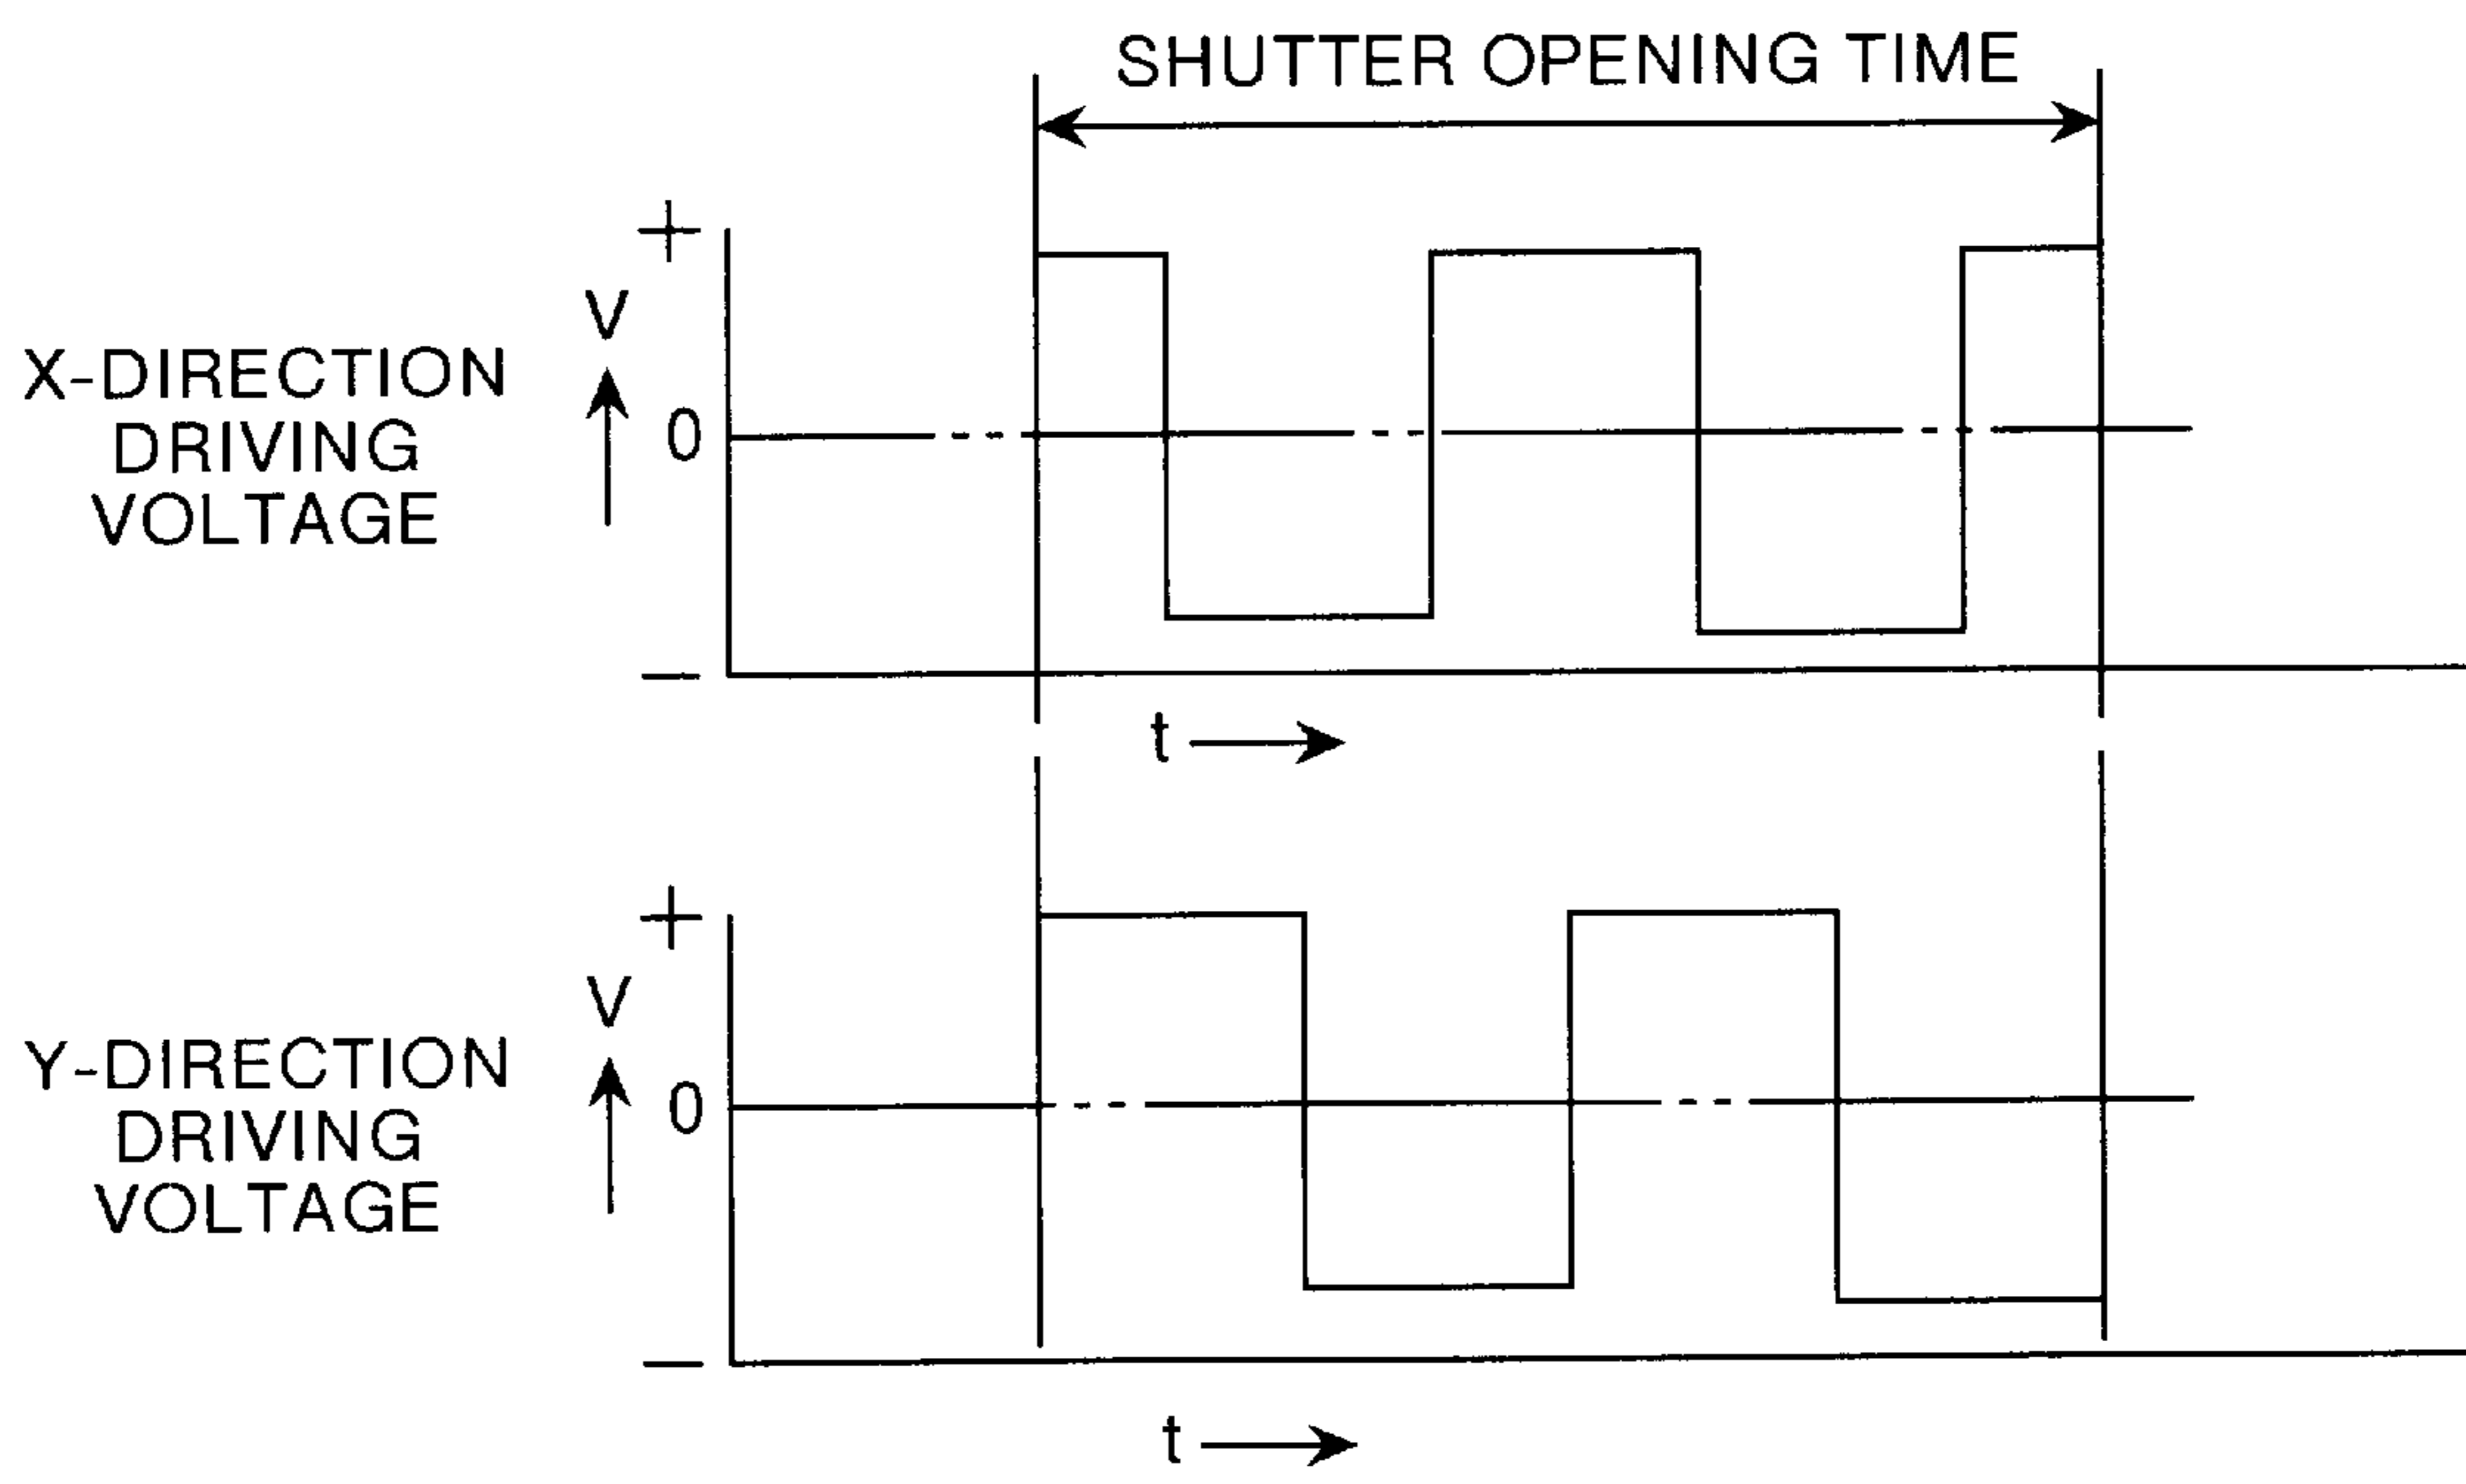 SHUTTER OPENING TIME
+
V
X-DIRECTION
DRIVING
VOLTAGE
0
−
t
+
V
Y-DIRECTION
DRIVING
VOLTAGE
0
−
t